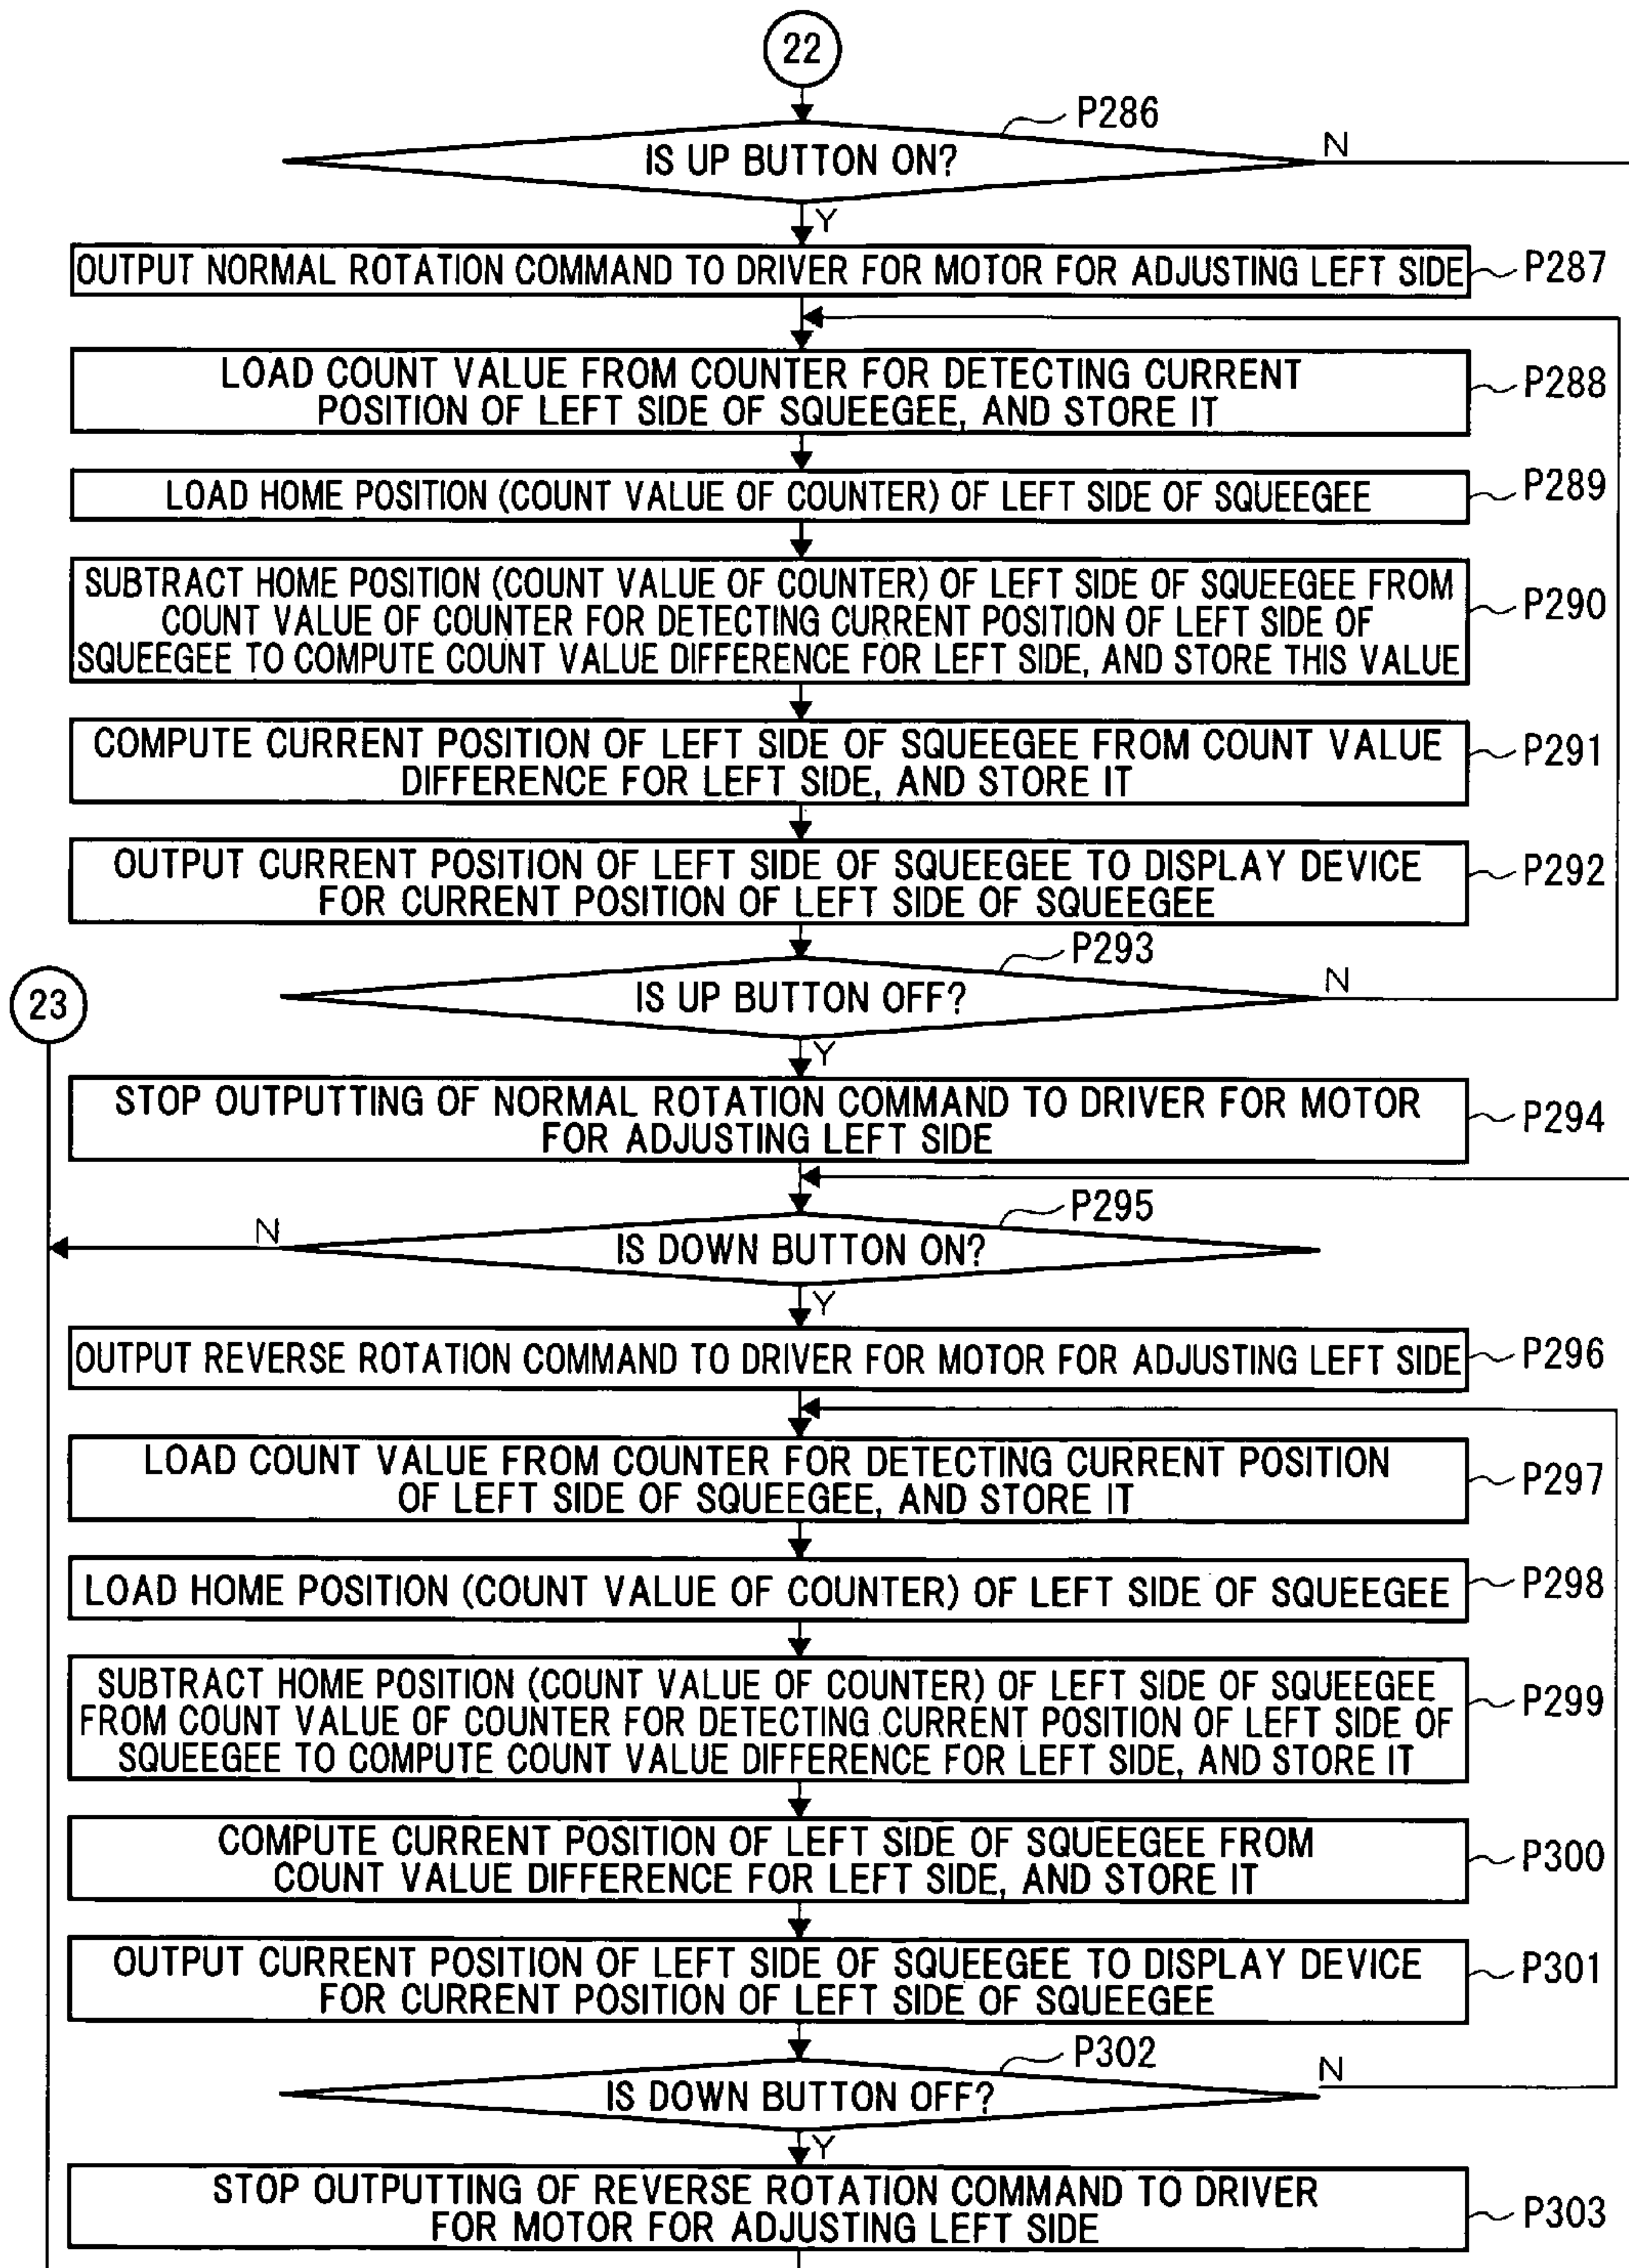 22
P286
IS UP BUTTON ON?
N
Y
OUTPUT NORMAL ROTATION COMMAND TO DRIVER FOR MOTOR FOR ADJUSTING LEFT SIDE
P287
LOAD COUNT VALUE FROM COUNTER FOR DETECTING CURRENT
POSITION OF LEFT SIDE OF SQUEEGEE, AND STORE IT
P288
LOAD HOME POSITION (COUNT VALUE OF COUNTER) OF LEFT SIDE OF SQUEEGEE
P289
SUBTRACT HOME POSITION (COUNT VALUE OF COUNTER) OF LEFT SIDE OF SQUEEGEE FROM
COUNT VALUE OF COUNTER FOR DETECTING CURRENT POSITION OF LEFT SIDE OF
SQUEEGEE TO COMPUTE COUNT VALUE DIFFERENCE FOR LEFT SIDE, AND STORE THIS VALUE
P290
COMPUTE CURRENT POSITION OF LEFT SIDE OF SQUEEGEE FROM COUNT VALUE
DIFFERENCE FOR LEFT SIDE, AND STORE IT
P291
OUTPUT CURRENT POSITION OF LEFT SIDE OF SQUEEGEE TO DISPLAY DEVICE
FOR CURRENT POSITION OF LEFT SIDE OF SQUEEGEE
P292
P293
23
IS UP BUTTON OFF?
N
Y
STOP OUTPUTTING OF NORMAL ROTATION COMMAND TO DRIVER FOR MOTOR
FOR ADJUSTING LEFT SIDE
P294
P295
N
IS DOWN BUTTON ON?
Y
OUTPUT REVERSE ROTATION COMMAND TO DRIVER FOR MOTOR FOR ADJUSTING LEFT SIDE
P296
LOAD COUNT VALUE FROM COUNTER FOR DETECTING CURRENT POSITION
OF LEFT SIDE OF SQUEEGEE, AND STORE IT
P297
LOAD HOME POSITION (COUNT VALUE OF COUNTER) OF LEFT SIDE OF SQUEEGEE
P298
SUBTRACT HOME POSITION (COUNT VALUE OF COUNTER) OF LEFT SIDE OF SQUEEGEE
FROM COUNT VALUE OF COUNTER FOR DETECTING CURRENT POSITION OF LEFT SIDE OF
SQUEEGEE TO COMPUTE COUNT VALUE DIFFERENCE FOR LEFT SIDE, AND STORE IT
P299
COMPUTE CURRENT POSITION OF LEFT SIDE OF SQUEEGEE FROM
COUNT VALUE DIFFERENCE FOR LEFT SIDE, AND STORE IT
P300
OUTPUT CURRENT POSITION OF LEFT SIDE OF SQUEEGEE TO DISPLAY DEVICE
FOR CURRENT POSITION OF LEFT SIDE OF SQUEEGEE
P301
P302
IS DOWN BUTTON OFF?
N
Y
STOP OUTPUTTING OF REVERSE ROTATION COMMAND TO DRIVER
FOR MOTOR FOR ADJUSTING LEFT SIDE
P303